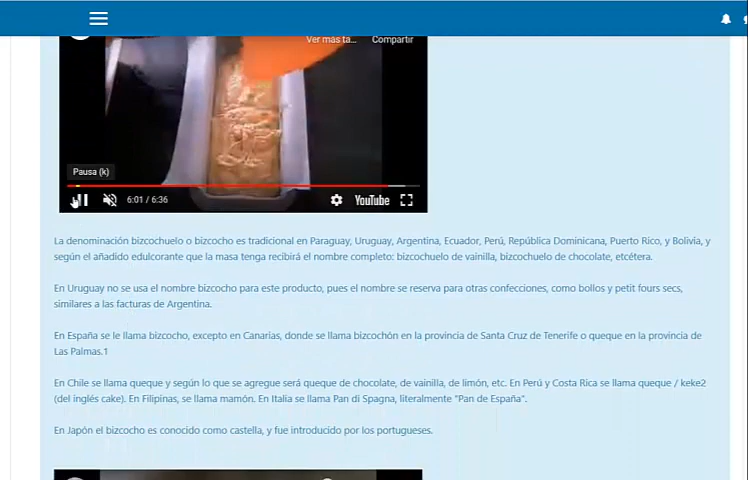 Ver más ta... Compartir
Pausa (k)
6:01 / 6:36 YouTube
La denominación bizcochuelo o bizcocho es tradicional en Paraguay, Uruguay, Argentina, Ecuador, Perú, República Dominicana, Puerto Rico, y Bolivia, y
según el añadido edulcorante que la masa tenga recibirá el nombre completo: bizcochuelo de vainilla, bizcochuelo de chocolate, etcétera.
En Uruguay no se usa el nombre bizcocho para este producto, pues el nombre se reserva para otras confecciones, como bollos y petit fours secs,
similares a las facturas de Argentina.
En España se le llama bizcocho, excepto en Canarias, donde se llama bizcochón en la provincia de Santa Cruz de Tenerife o queque en la provincia de
Las Palmas.1
En Chile se llama queque y según lo que se agregue será queque de chocolate, de vainilla, de limón, etc. En Perú y Costa Rica se llama queque / keke2
(del inglés cake). En Filipinas, se llama mamón. En Italia se llama Pan di Spagna, literalmente "Pan de España".
En Japón el bizcocho es conocido como castella, y fue introducido por los portugueses.